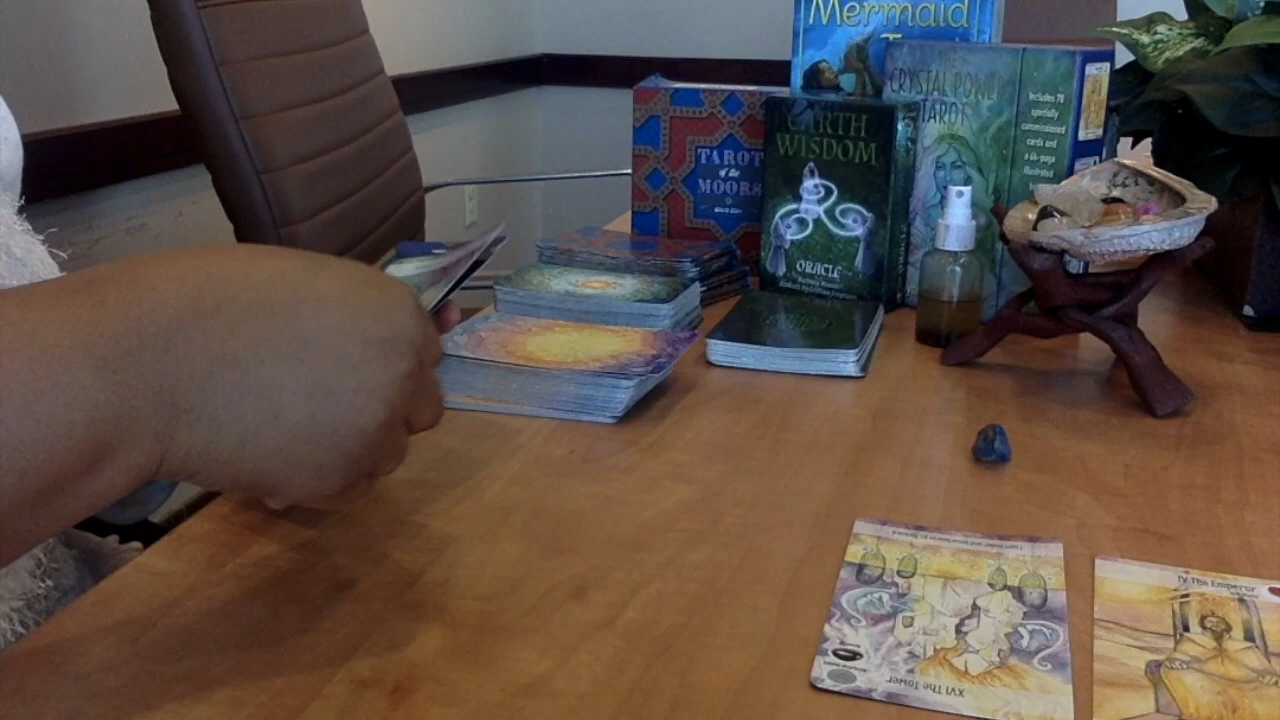 Mermaid
THE
CRYSTAL POWER
TAROT
Includes 78
specially
commissioned
cards and
a 64-page
illustrated
TAROT
of the
MOORS
EARTH
WISDOM
ORACLE
IV The Emperor
XVI The Tower